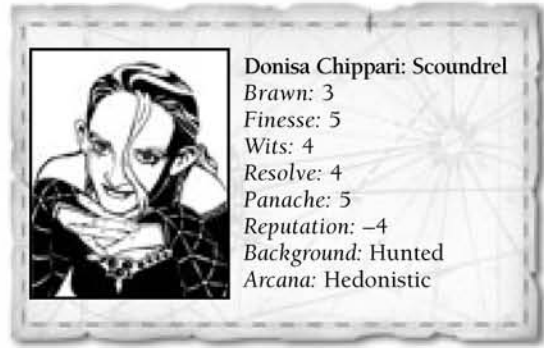 Donisa Chippari: Scoundrel
Brawn: 3
Finesse: 5
Wits: 4
Resolve: 4
Panache: 5
Reputation: –4
Background: Hunted
Arcana: Hedonistic